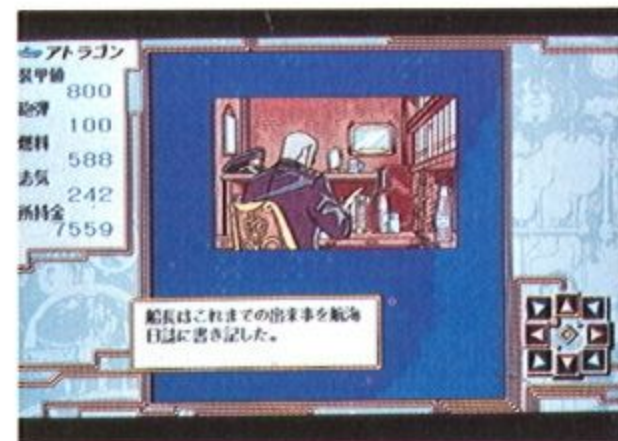 アトラゴン
装甲値
800
砲弾
100
燃料
588
士気
242
所持金
7559
船長はこれまでの出来事を航海
日誌に書き記した。